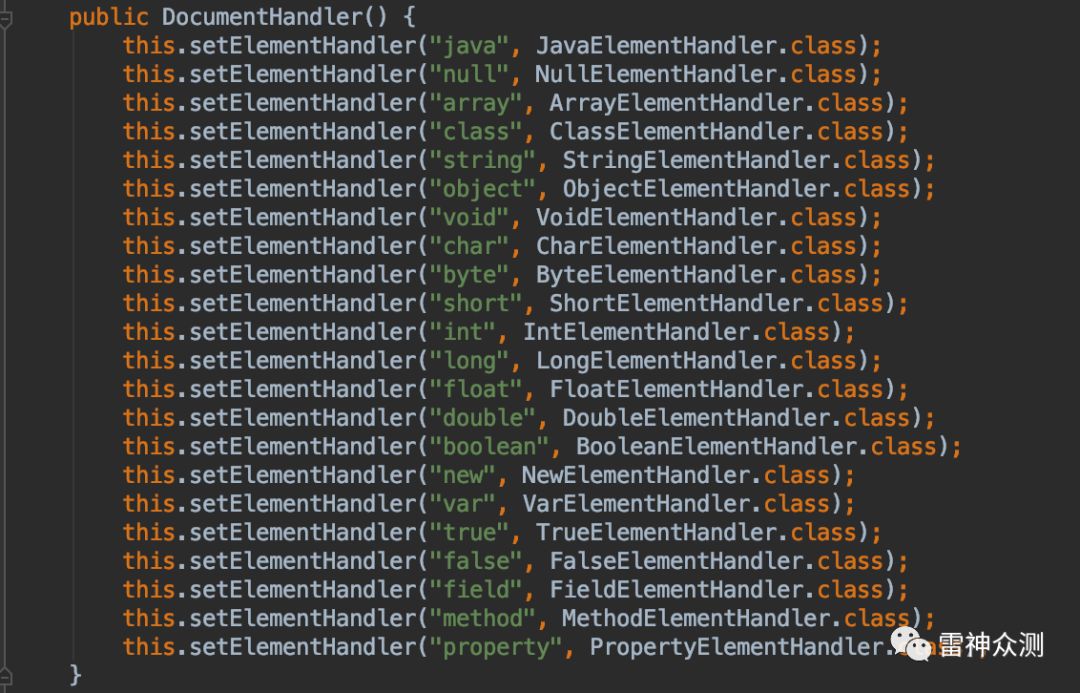 public DocumentHandler() {
this.setElementHandler("java", JavaElementHandler.class);
this.setElementHandler("null", NullElementHandler.class);
this.setElementHandler("array", ArrayElementHandler.class);
this.setElementHandler("class", ClassElementHandler.class);
this.setElementHandler("string", StringElementHandler.class);
this.setElementHandler("object", ObjectElementHandler.class);
this.setElementHandler("void", VoidElementHandler.class);
this.setElementHandler("char", CharElementHandler.class);
this.setElementHandler("byte", ByteElementHandler.class);
this.setElementHandler("short", ShortElementHandler.class);
this.setElementHandler("int", IntElementHandler.class);
this.setElementHandler("long", LongElementHandler.class);
this.setElementHandler("float", FloatElementHandler.class);
this.setElementHandler("double", DoubleElementHandler.class);
this.setElementHandler("boolean", BooleanElementHandler.class);
this.setElementHandler("new", NewElementHandler.class);
this.setElementHandler("var", VarElementHandler.class);
this.setElementHandler("true", TrueElementHandler.class);
this.setElementHandler("false", FalseElementHandler.class);
this.setElementHandler("field", FieldElementHandler.class);
this.setElementHandler("method", MethodElementHandler.class);
this.setElementHandler("property", PropertyElementHandler.
雷神众测
}